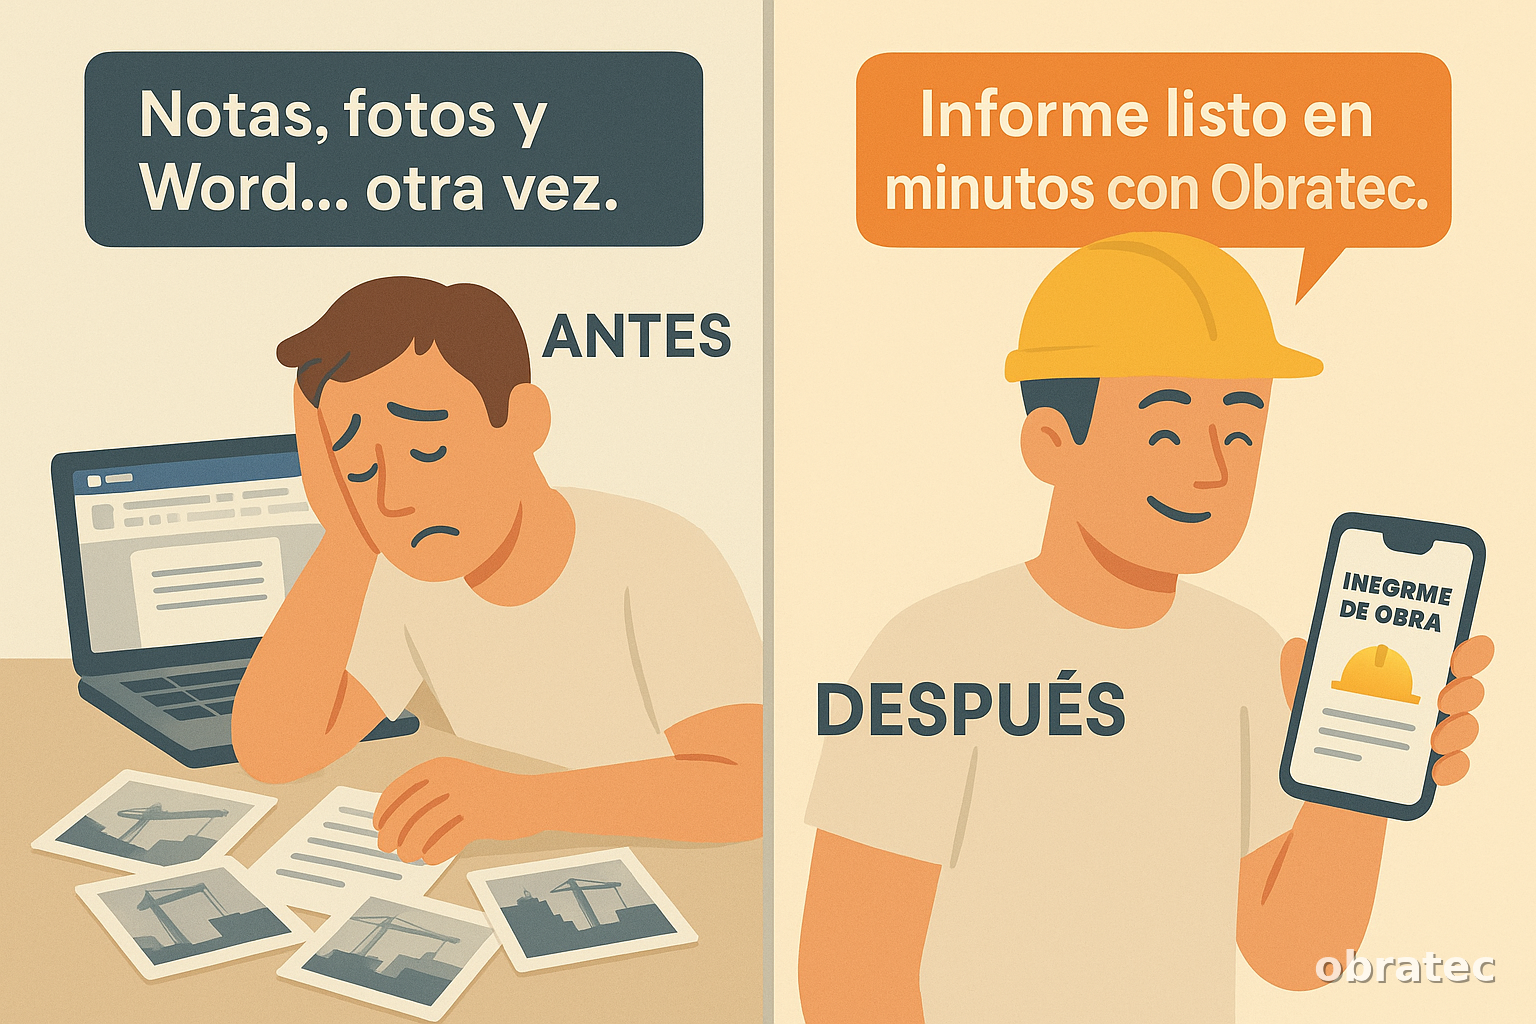 Notas, fotos y
Word... otra vez.
ANTES
Informe listo en
minutos con Obratec.
DESPUÉS
INEGRME
DE OBRA
obratec